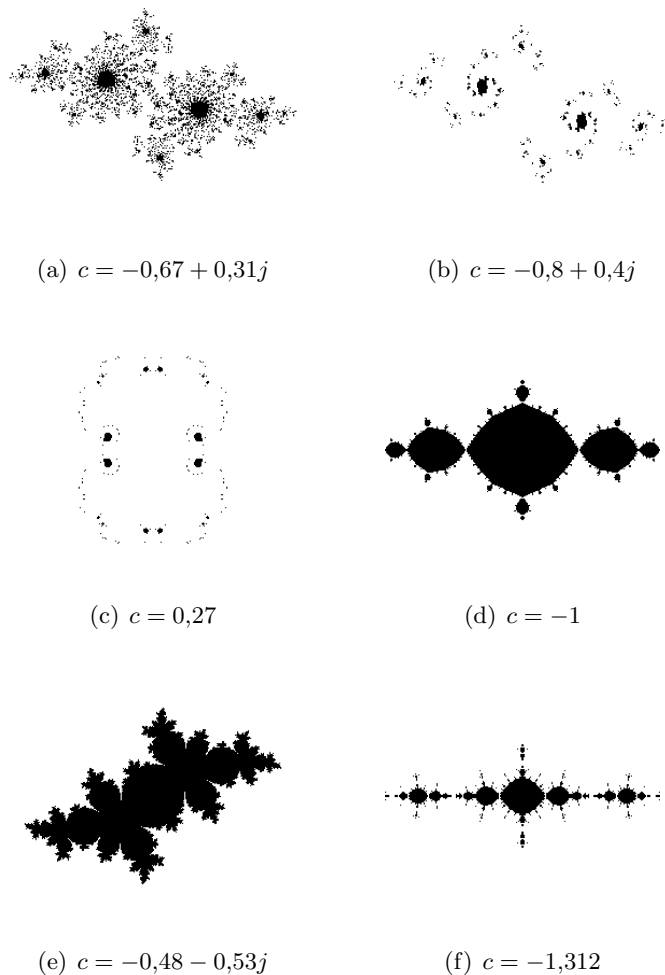 (a) c = −0,67 + 0,31j
(b) c = −0,8 + 0,4j
(c) c = 0,27
(d) c = −1
(e) c = −0,48 − 0,53j
(f) c = −1,312